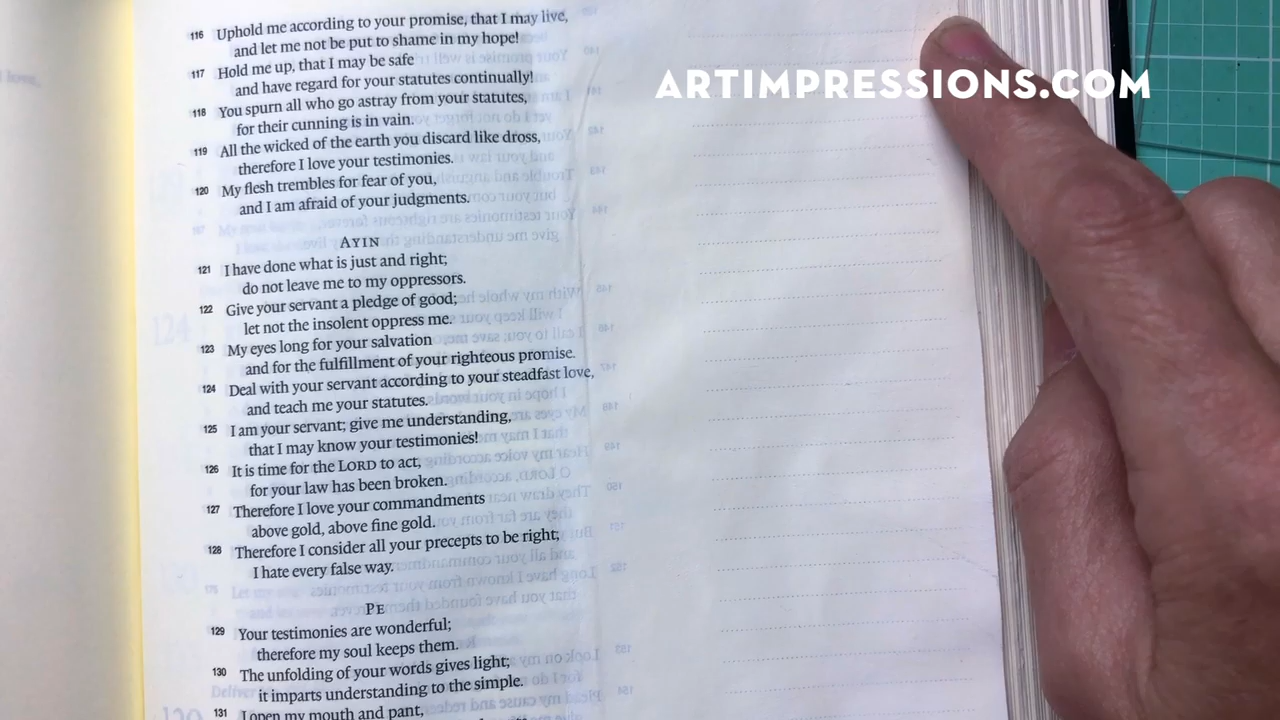 ARTIMPRESSIONS.COM
116 Uphold me according to your promise, that I may live,
and let me not be put to shame in my hope!
117 Hold me up, that I may be safe
and have regard for your statutes continually!
118 You spurn all who go astray from your statutes,
for their cunning is in vain.
119 All the wicked of the earth you discard like dross,
therefore I love your testimonies.
120 My flesh trembles for fear of you,
and I am afraid of your judgments.
AYIN
121 I have done what is just and right;
do not leave me to my oppressors.
122 Give your servant a pledge of good;
let not the insolent oppress me.
123 My eyes long for your salvation
and for the fulfillment of your righteous promise.
124 Deal with your servant according to your steadfast love,
and teach me your statutes.
125 I am your servant; give me understanding,
that I may know your testimonies!
126 It is time for the LORD to act,
for your law has been broken.
127 Therefore I love your commandments
above gold, above fine gold.
128 Therefore I consider all your precepts to be right;
I hate every false way.
PE
129 Your testimonies are wonderful;
therefore my soul keeps them.
130 The unfolding of your words gives light;
it imparts understanding to the simple.
131 I open my mouth and pant,